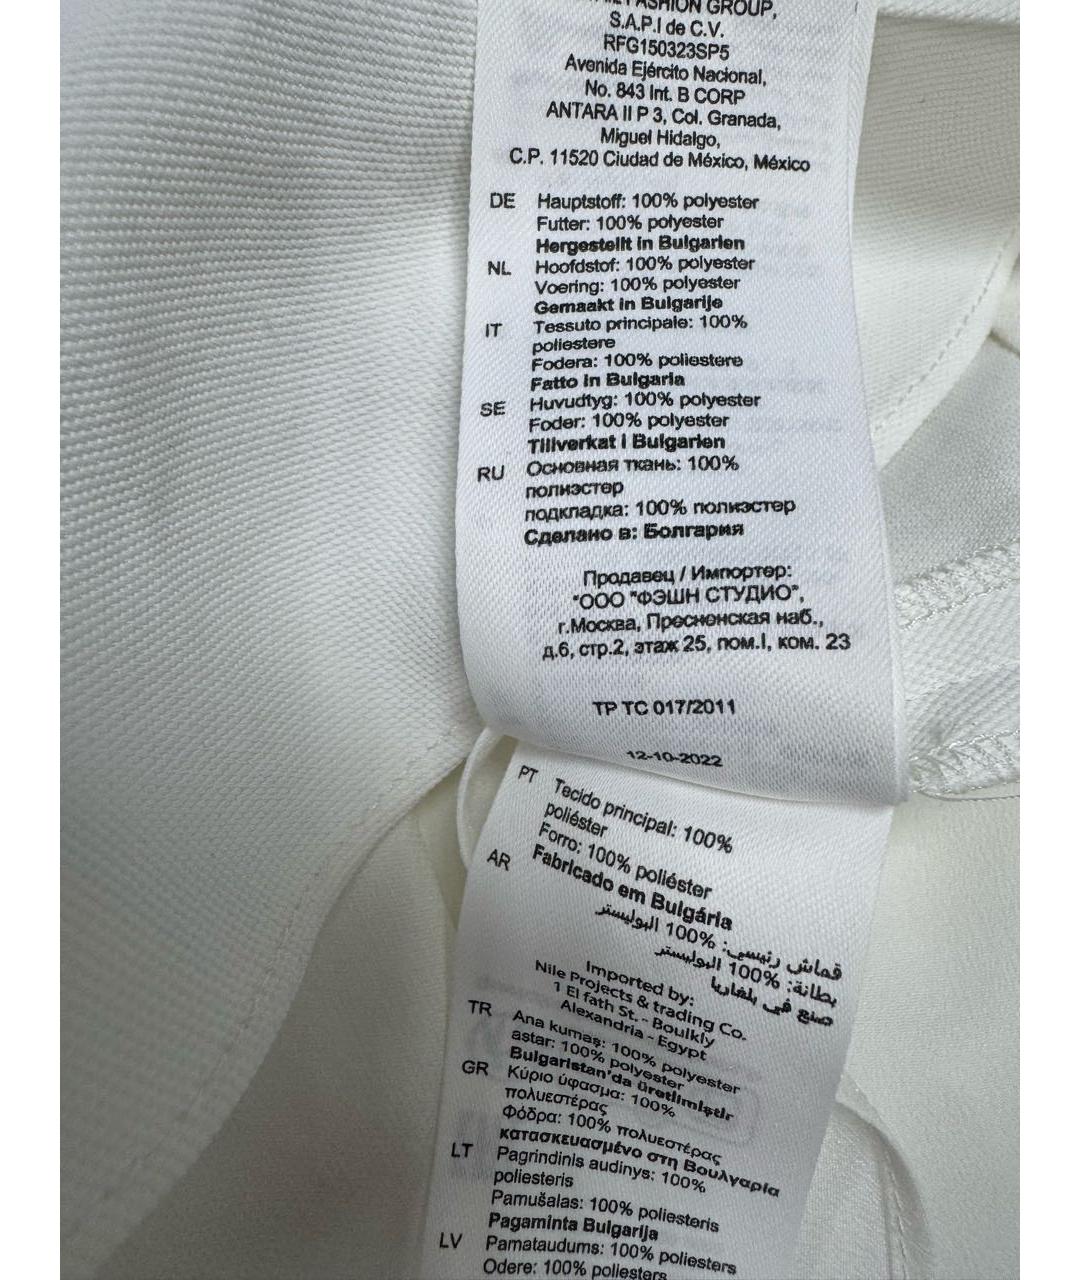 FASHION GROUP,
S.A.P.I de C.V.
RFG150323SP5
Avenida Ejército Nacional,
No. 843 Int. B CORP
ANTARA II P 3, Col. Granada,
Miguel Hidalgo,
C.P. 11520 Ciudad de México, México
DE Hauptstoff: 100% polyester
Futter: 100% polyester
Hergestellt in Bulgarien
NL Hoofdstof: 100% polyester
Voering: 100% polyester
Gemaakt in Bulgarije
IT Tessuto principale: 100%
poliestere
Fodera: 100% poliestere
Fatto in Bulgaria
SE Huvudtyg: 100% polyester
Foder: 100% polyester
Tillverkat i Bulgarien
RU Основная ткань: 100%
полиэстер
подкладка: 100% полиэстер
Сделано в: Болгария
Продавец / Импортер:
"ООО "ФЭШН СТУДИО",
г.Москва, Пресненская наб.,
д.6, стр.2, этаж 25, пом.I, ком. 23
ТР ТС 017/2011
12-10-2022
PT Tecido principal: 100%
poliéster
Forro: 100% poliéster
Fabricado em Bulgária
AR قماش رئيسي: %100 البوليستر
بطانة: %100 البوليستر
صنع في بلغاريا
Imported by:
Nile Projects & trading Co.
1 El fath St. - Boulkly
Alexandria - Egypt
TR Ana kumaş: 100% polyester
astar: 100% polyester
Bulgaristan'da üretilmiştir
GR Κύριο ύφασμα: 100%
πολυεστέρας
Φόδρα: 100% πολυεστέρας
κατασκευασμένο στη Βουλγαρία
LT Pagrindinis audinys: 100%
poliesteris
Pamušalas: 100% poliesteris
Pagaminta Bulgarija
LV Pamataudums: 100% poliesters
Odere: 100% poliesters